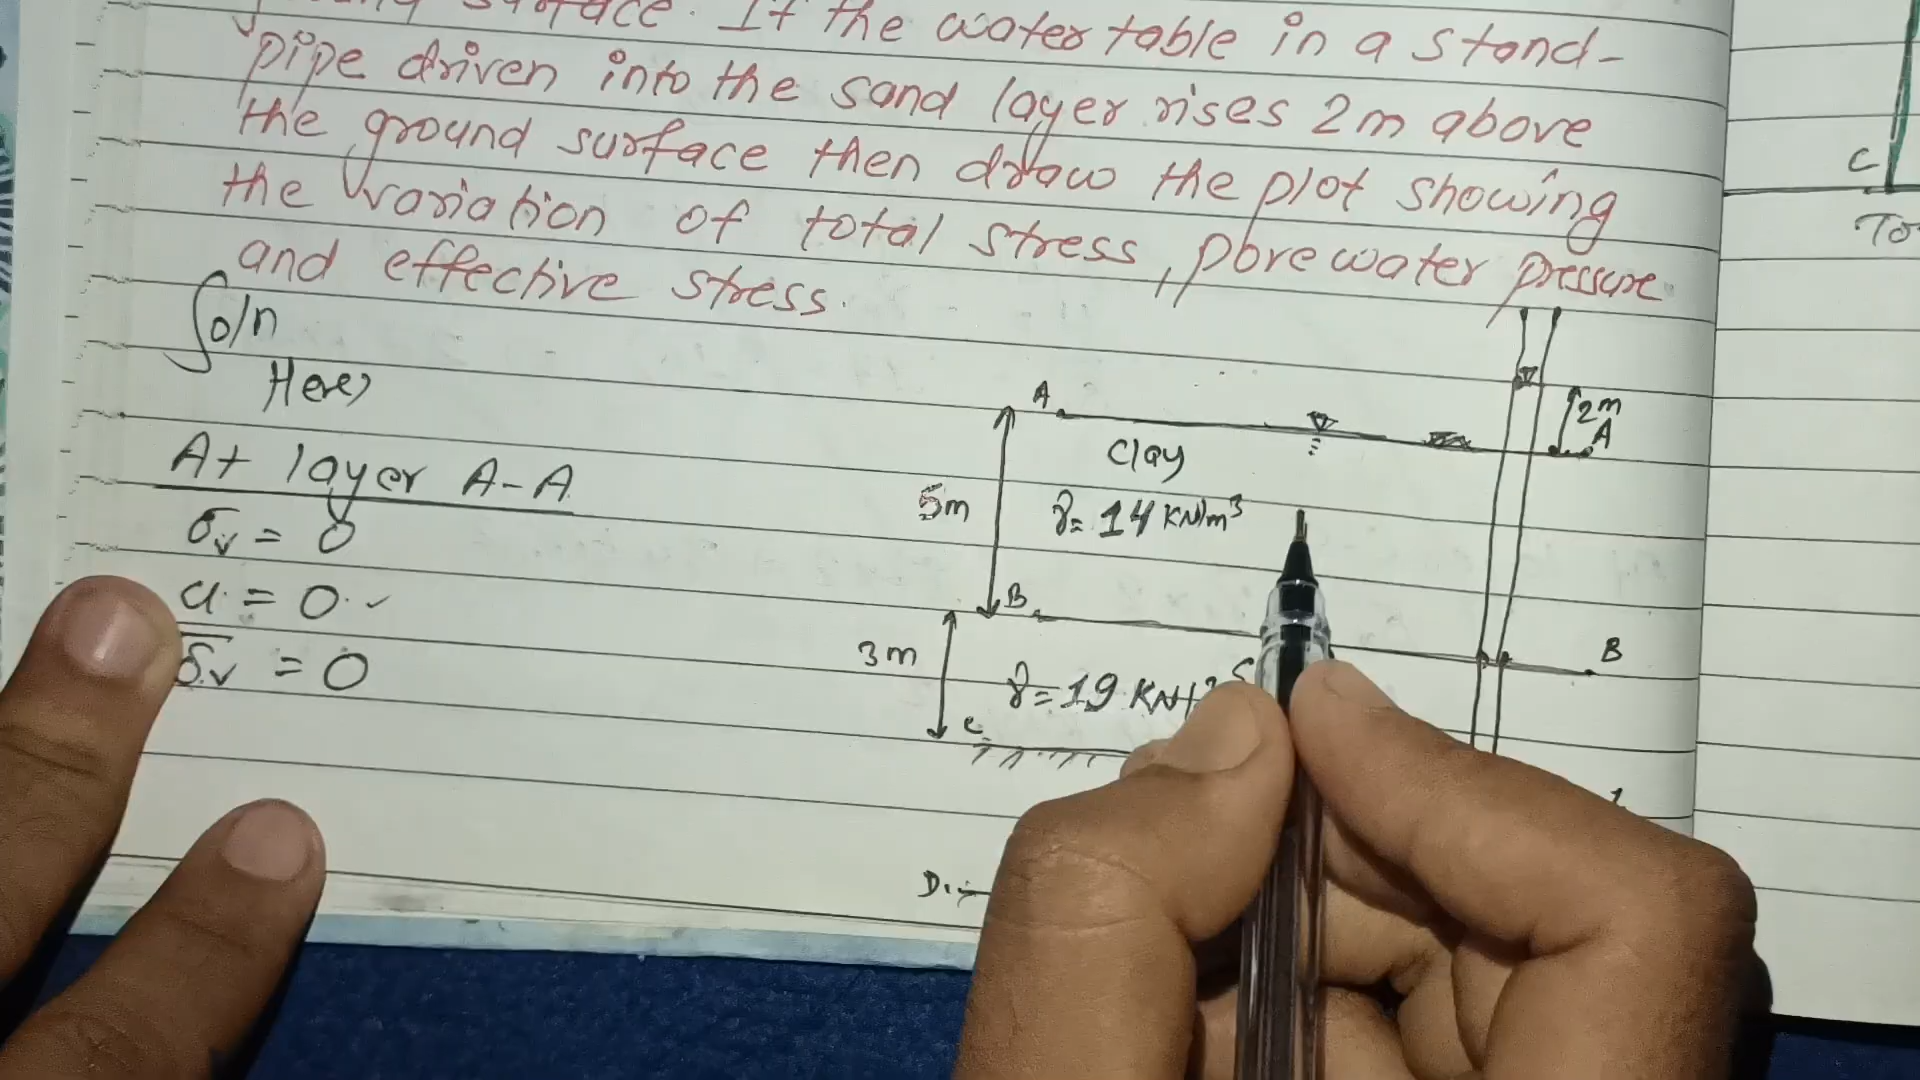 surface. If the water table in a stand-
pipe driven into the sand layer rises 2m above
the ground surface then draw the plot showing
the variation of total stress, pore water pressure
and effective stress.
Soln
Here,
At layer A-A
σv = 0
u = 0
σ̅v = 0
A
2m
A
Clay
5m
γ = 14 KN/m³
B
B
3m
γ = 19 KN/
C
D
C
To